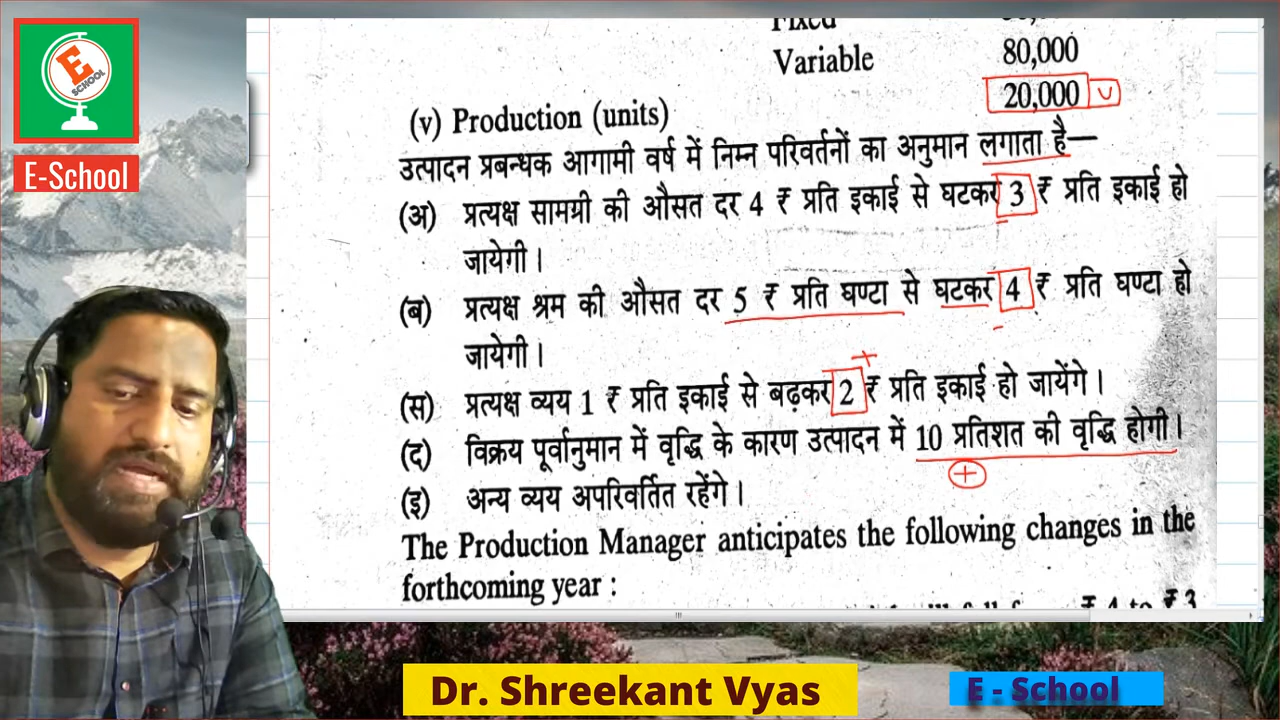 E
SCHOOL
E-School
Fixed
Variable 80,000
20,000
(v) Production (units)
उत्पादन प्रबन्धक आगामी वर्ष में निम्न परिवर्तनों का अनुमान लगाता है—
(अ) प्रत्यक्ष सामग्री की औसत दर 4 ₹ प्रति इकाई से घटकर 3 ₹ प्रति इकाई हो
जायेगी।
(ब) प्रत्यक्ष श्रम की औसत दर 5 ₹ प्रति घण्टा से घटकर 4 ₹ प्रति घण्टा हो
जायेगी।
(स) प्रत्यक्ष व्यय 1 ₹ प्रति इकाई से बढ़कर 2 ₹ प्रति इकाई हो जायेंगे।
(द) विक्रय पूर्वानुमान में वृद्धि के कारण उत्पादन में 10 प्रतिशत की वृद्धि होगी।
(इ) अन्य व्यय अपरिवर्तित रहेंगे।
The Production Manager anticipates the following changes in the
forthcoming year :
₹ 4 to ₹ 3
Dr. Shreekant Vyas
E - School